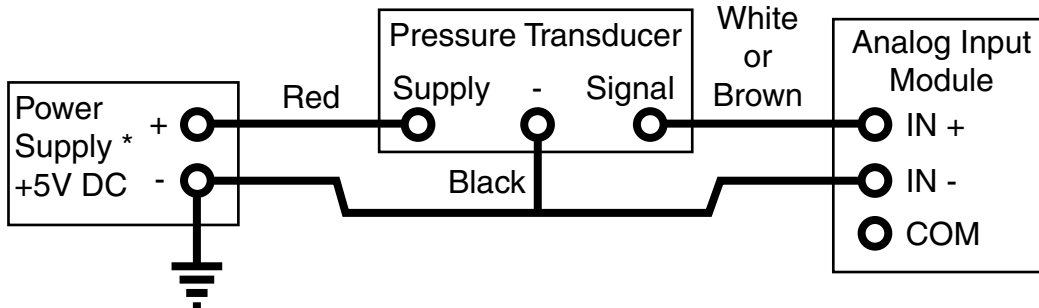 Power
Supply *
+5V DC
+
-
Red
Pressure Transducer
Supply
-
Signal
Black
White
or
Brown
Analog Input
Module
IN +
IN -
COM